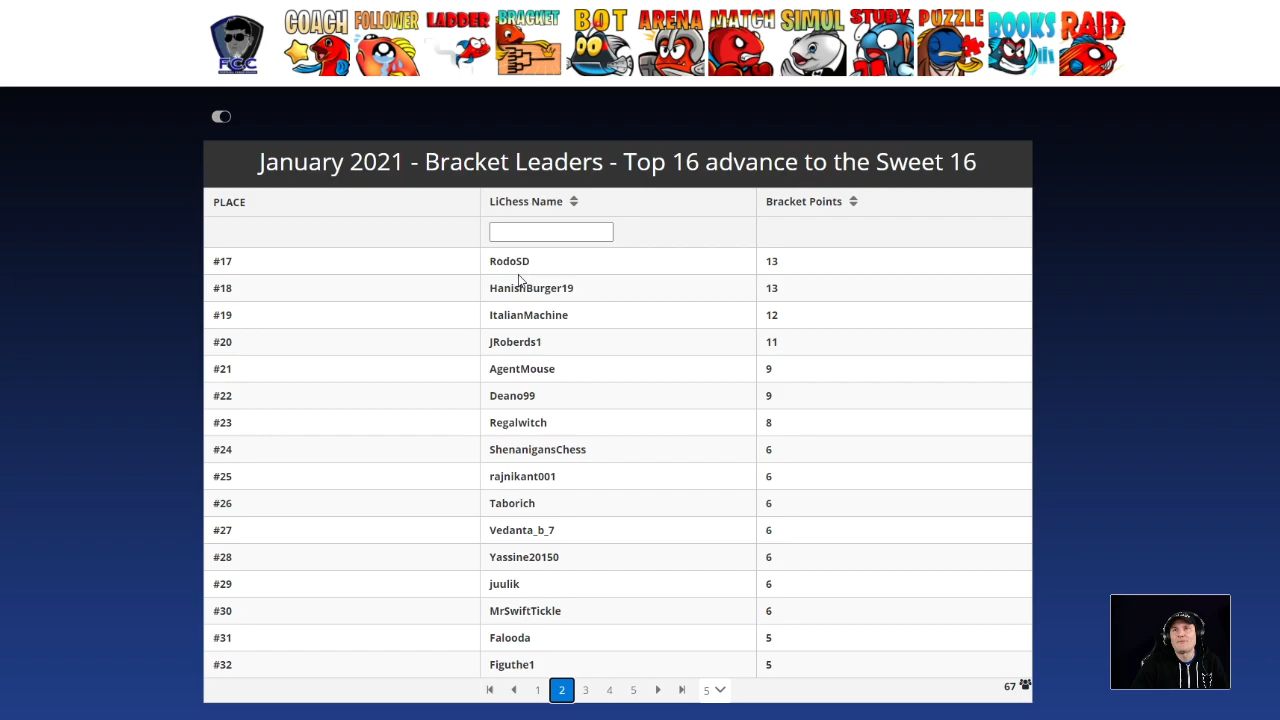 COACH FOLLOWER LADDER BRACKET BOT ARENA MATCH SIMUL STUDY PUZZLE BOOKS RAID
FCC
January 2021 - Bracket Leaders - Top 16 advance to the Sweet 16
PLACE LiChess Name Bracket Points
#17 RodoSD 13
#18 HanishBurger19 13
#19 ItalianMachine 12
#20 JRoberds1 11
#21 AgentMouse 9
#22 Deano99 9
#23 Regalwitch 8
#24 ShenanigansChess 6
#25 rajnikant001 6
#26 Taborich 6
#27 Vedanta_b_7 6
#28 Yassine20150 6
#29 juulik 6
#30 MrSwiftTickle 6
#31 Falooda 5
#32 Figuthe1 5
1 2 3 4 5 5 67